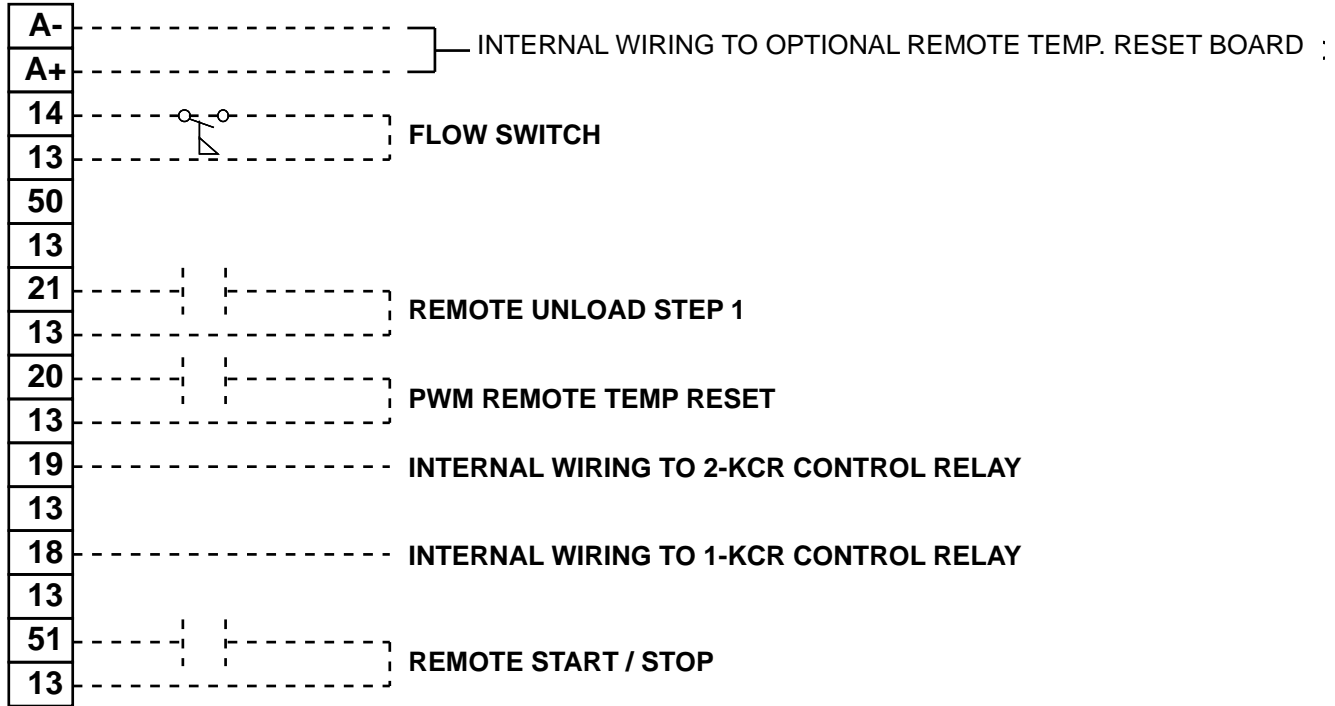 A-
INTERNAL WIRING TO OPTIONAL REMOTE TEMP. RESET BOARD
A+
14
FLOW SWITCH
13
50
13
21
REMOTE UNLOAD STEP 1
13
20
PWM REMOTE TEMP RESET
13
19 INTERNAL WIRING TO 2-KCR CONTROL RELAY
13
18 INTERNAL WIRING TO 1-KCR CONTROL RELAY
13
51
REMOTE START / STOP
13